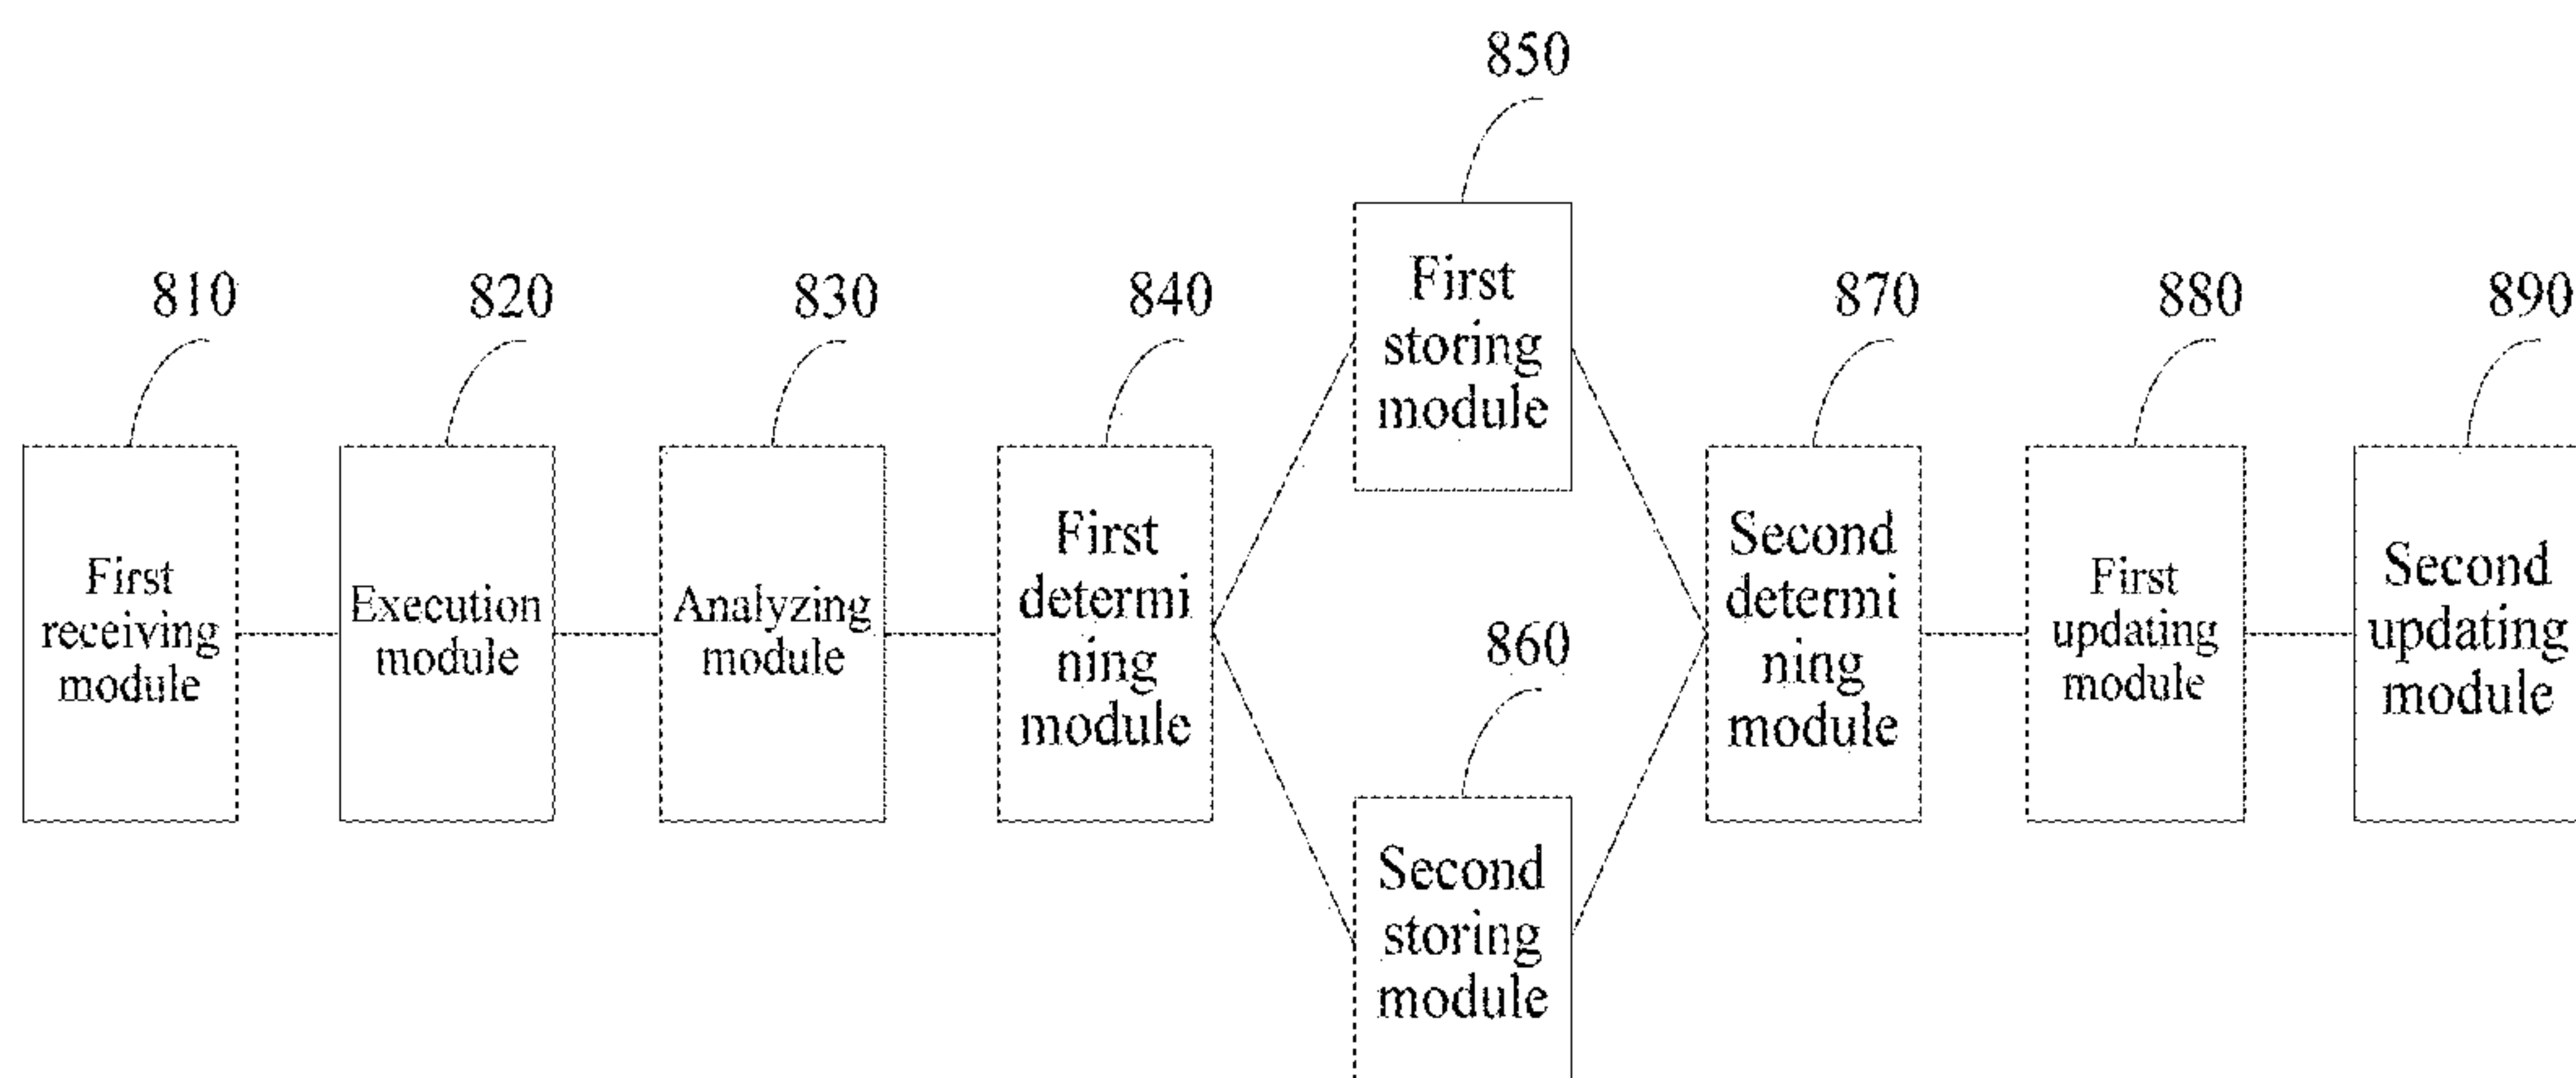 850
810
820
830
840
870
880
890
First
storing
module
First
receiving
module
Execution
module
Analyzing
module
First
determi
ning
module
Second
determi
ning
module
First
updating
module
Second
updating
module
860
Second
storing
module